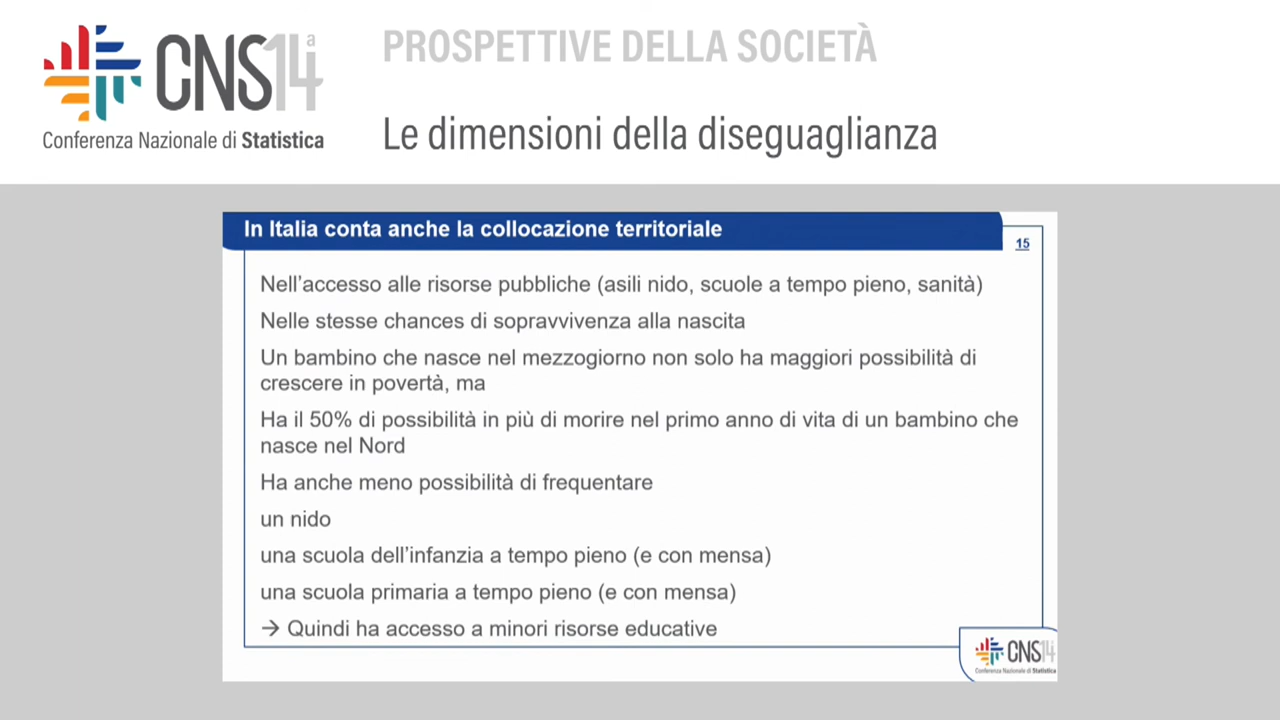 CNS14ª
Conferenza Nazionale di Statistica
PROSPETTIVE DELLA SOCIETÀ
Le dimensioni della diseguaglianza
In Italia conta anche la collocazione territoriale
15
Nell'accesso alle risorse pubbliche (asili nido, scuole a tempo pieno, sanità)
Nelle stesse chances di sopravvivenza alla nascita
Un bambino che nasce nel mezzogiorno non solo ha maggiori possibilità di
crescere in povertà, ma
Ha il 50% di possibilità in più di morire nel primo anno di vita di un bambino che
nasce nel Nord
Ha anche meno possibilità di frequentare
un nido
una scuola dell'infanzia a tempo pieno (e con mensa)
una scuola primaria a tempo pieno (e con mensa)
→ Quindi ha accesso a minori risorse educative
CNS14
Conferenza Nazionale di Statistica